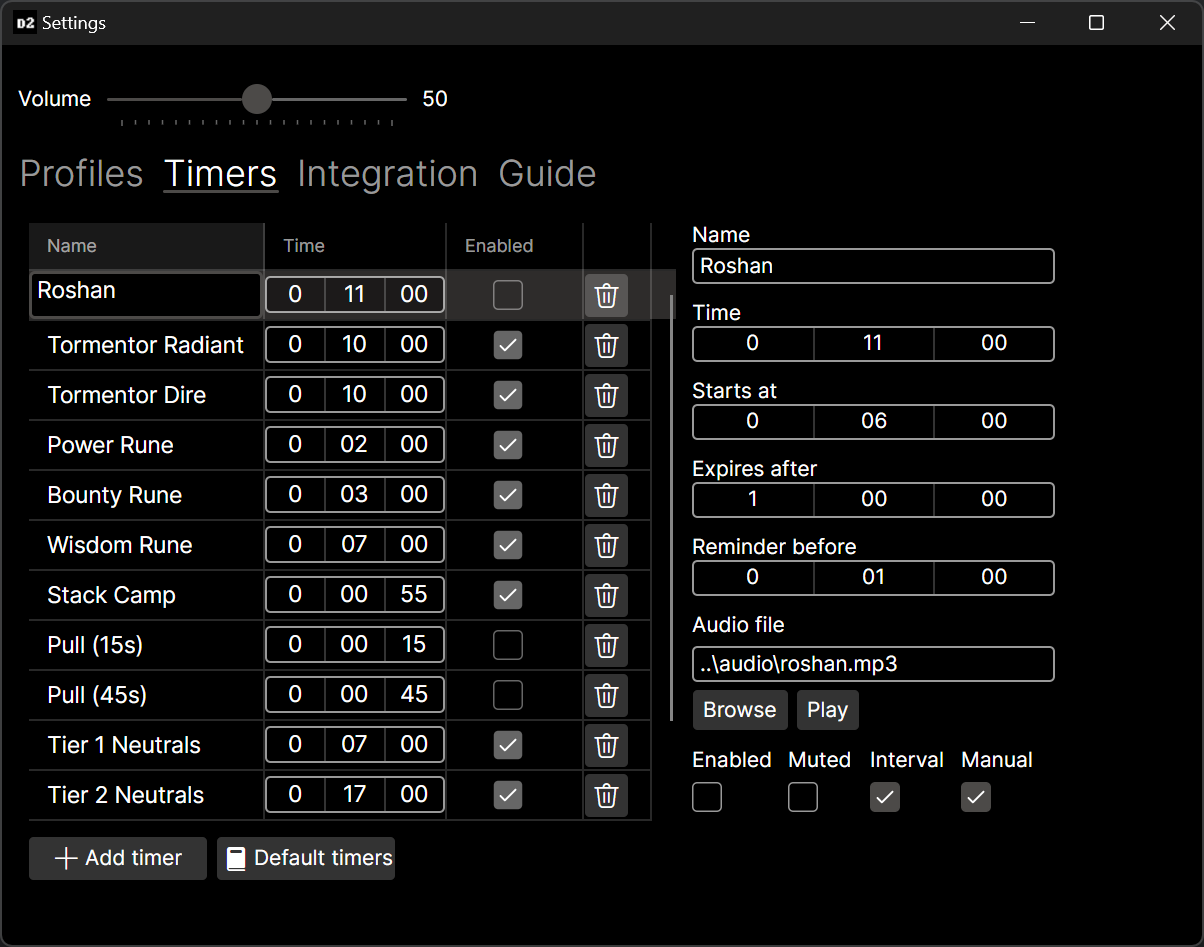 D2 Settings
Volume 50
Profiles Timers Integration Guide
Name Time Enabled
Roshan 0 11 00
Tormentor Radiant 0 10 00
Tormentor Dire 0 10 00
Power Rune 0 02 00
Bounty Rune 0 03 00
Wisdom Rune 0 07 00
Stack Camp 0 00 55
Pull (15s) 0 00 15
Pull (45s) 0 00 45
Tier 1 Neutrals 0 07 00
Tier 2 Neutrals 0 17 00
Add timer Default timers
Name
Roshan
Time
0 11 00
Starts at
0 06 00
Expires after
1 00 00
Reminder before
0 01 00
Audio file
..\audio\roshan.mp3
Browse Play
Enabled Muted Interval Manual